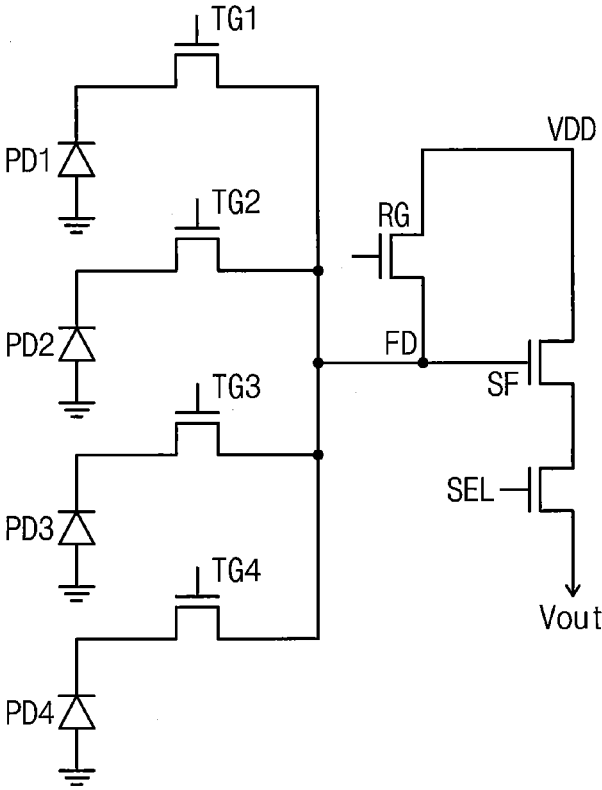 TG1
PD1
VDD
TG2
RG
PD2
FD
SF
TG3
SEL
PD3
TG4
Vout
PD4